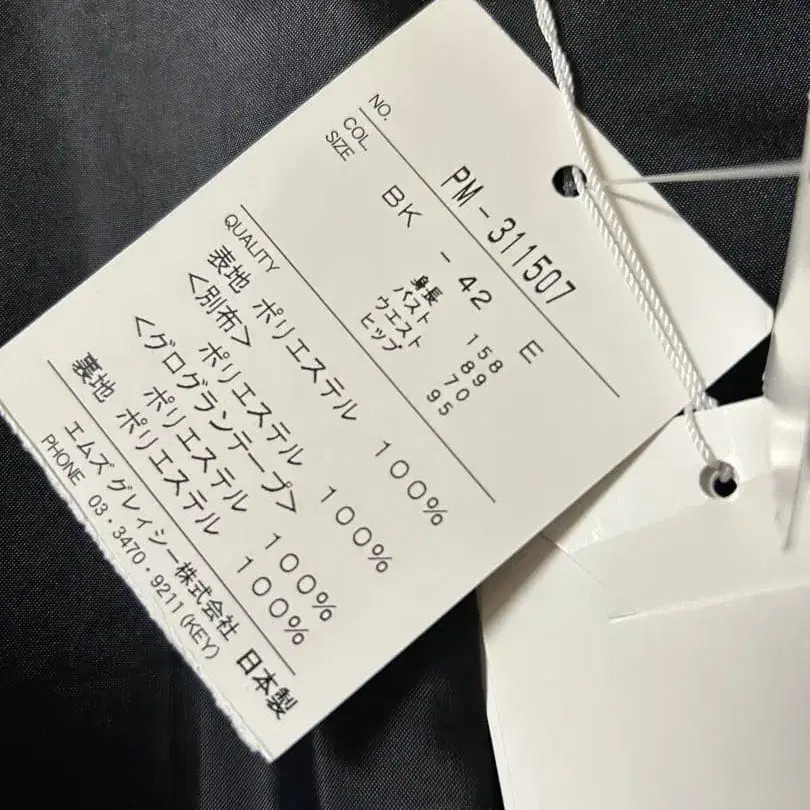 NO. PM-311507
COL. SIZE BK - 42 E
身長 158
バスト 89
ウエスト 70
ヒップ 95
QUALITY
表地 ポリエステル 100%
<別布>
ポリエステル 100%
<グログランテープ>
ポリエステル 100%
裏地 ポリエステル 100%
エムズ グレィシー株式会社 日本製
PHONE 03・3470・9211(KEY)